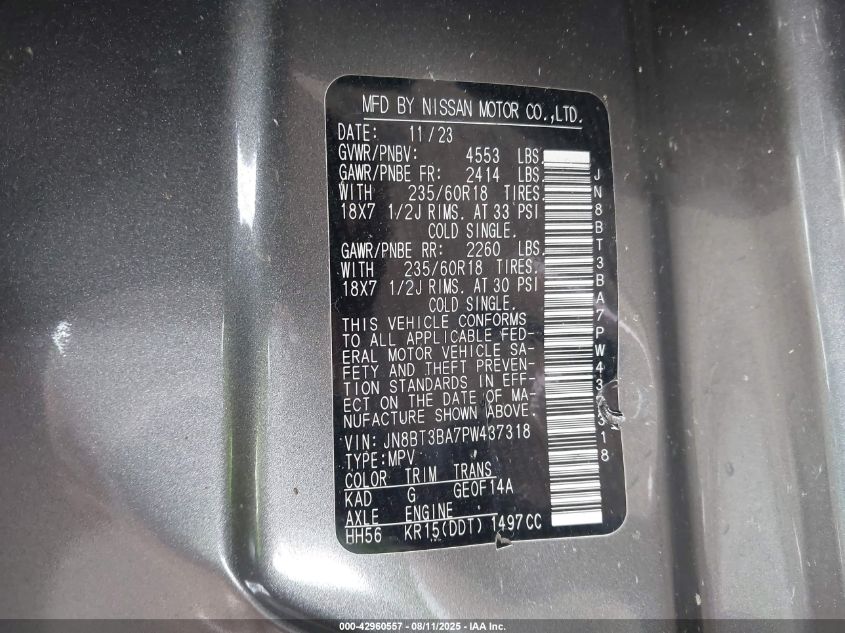 MFD BY NISSAN MOTOR CO.,LTD.
DATE: 11/23
GVWR/PNBV: 4553 LBS.
GAWR/PNBE FR: 2414 LBS.
WITH 235/60R18 TIRES.
18X7 1/2J RIMS. AT 33 PSI
COLD SINGLE.
GAWR/PNBE RR: 2260 LBS.
WITH 235/60R18 TIRES.
18X7 1/2J RIMS. AT 30 PSI
COLD SINGLE.
THIS VEHICLE CONFORMS
TO ALL APPLICABLE FED-
ERAL MOTOR VEHICLE SA-
FETY AND THEFT PREVEN-
TION STANDARDS IN EFF-
ECT ON THE DATE OF MA-
NUFACTURE SHOWN ABOVE.
VIN: JN8BT3BA7PW437318
TYPE:MPV
COLOR TRIM TRANS
KAD G GE0F14A
AXLE ENGINE
HH56 KR15(DDT) 1497CC
JN8BT3BA7PW437318
000-42960557 - 08/11/2025 - IAA Inc.